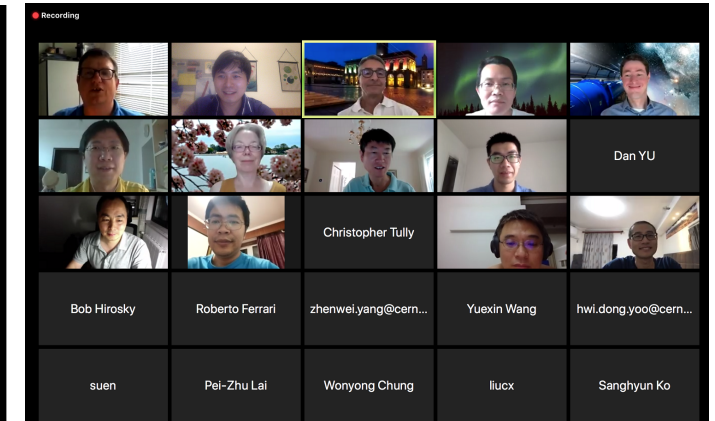 Recording
Dan YU
Christopher Tully
Bob Hirosky
Roberto Ferrari
zhenwei.yang@cern...
Yuexin Wang
hwi.dong.yoo@cern...
suen
Pei-Zhu Lai
Wonyong Chung
liucx
Sanghyun Ko